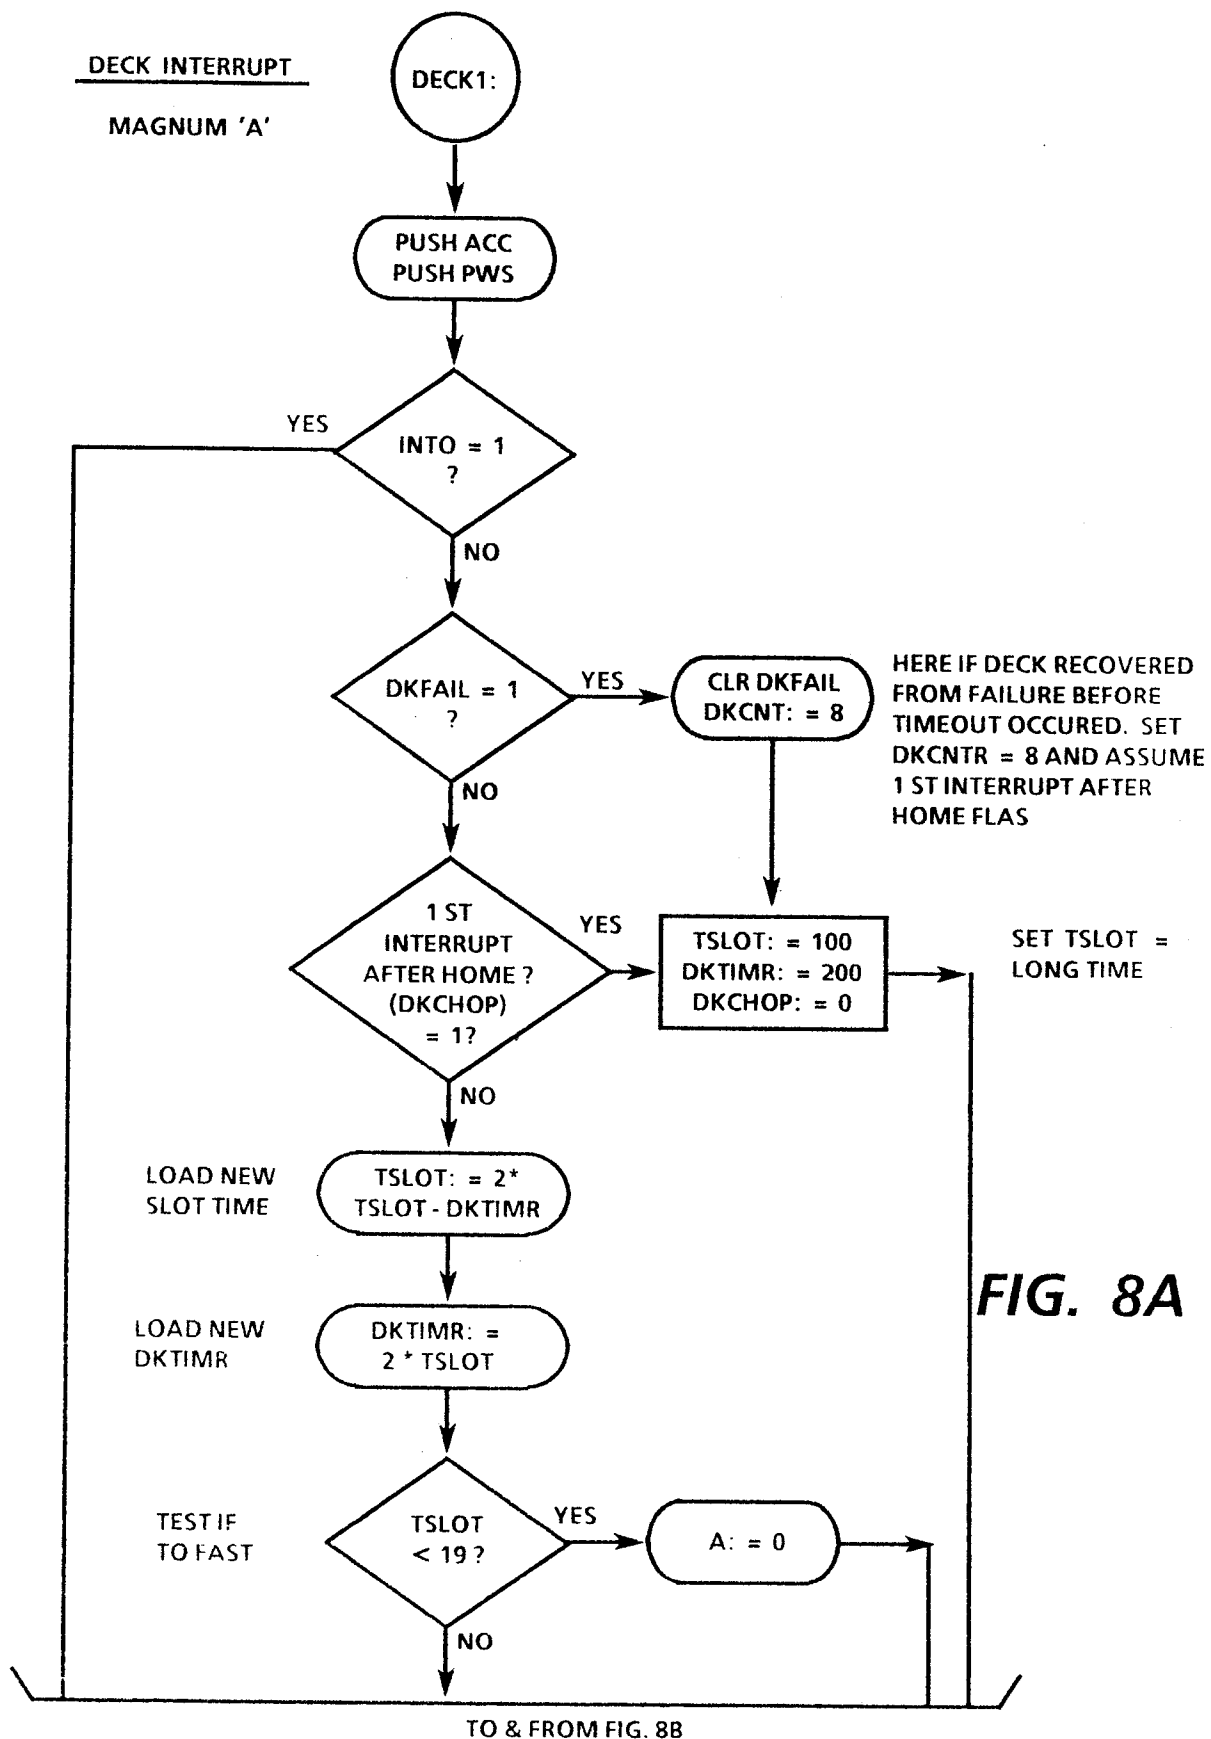 DECK INTERRUPT
MAGNUM 'A'
DECK1:
PUSH ACC
PUSH PWS
YES
INTO = 1
?
NO
DKFAIL = 1
?
YES
CLR DKFAIL
DKCNT: = 8
HERE IF DECK RECOVERED
FROM FAILURE BEFORE
TIMEOUT OCCURED. SET
DKCNTR = 8 AND ASSUME
1 ST INTERRUPT AFTER
HOME FLAS
NO
1 ST
INTERRUPT
AFTER HOME ?
(DKCHOP)
= 1?
YES
TSLOT: = 100
DKTIMR: = 200
DKCHOP: = 0
SET TSLOT =
LONG TIME
NO
LOAD NEW
SLOT TIME
TSLOT: = 2*
TSLOT - DKTIMR
LOAD NEW
DKTIMR
DKTIMR: =
2 * TSLOT
FIG. 8A
TEST IF
TO FAST
TSLOT
< 19 ?
YES
A: = 0
NO
TO & FROM FIG. 8B